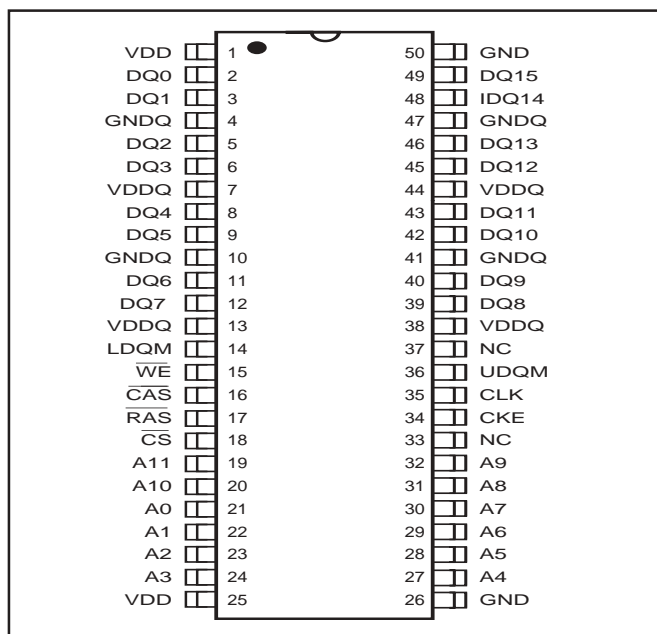 VDD 1 50 GND
DQ0 2 49 DQ15
DQ1 3 48 IDQ14
GNDQ 4 47 GNDQ
DQ2 5 46 DQ13
DQ3 6 45 DQ12
VDDQ 7 44 VDDQ
DQ4 8 43 DQ11
DQ5 9 42 DQ10
GNDQ 10 41 GNDQ
DQ6 11 40 DQ9
DQ7 12 39 DQ8
VDDQ 13 38 VDDQ
LDQM 14 37 NC
W̅E̅ 15 36 UDQM
C̅A̅S̅ 16 35 CLK
R̅A̅S̅ 17 34 CKE
C̅S̅ 18 33 NC
A11 19 32 A9
A10 20 31 A8
A0 21 30 A7
A1 22 29 A6
A2 23 28 A5
A3 24 27 A4
VDD 25 26 GND